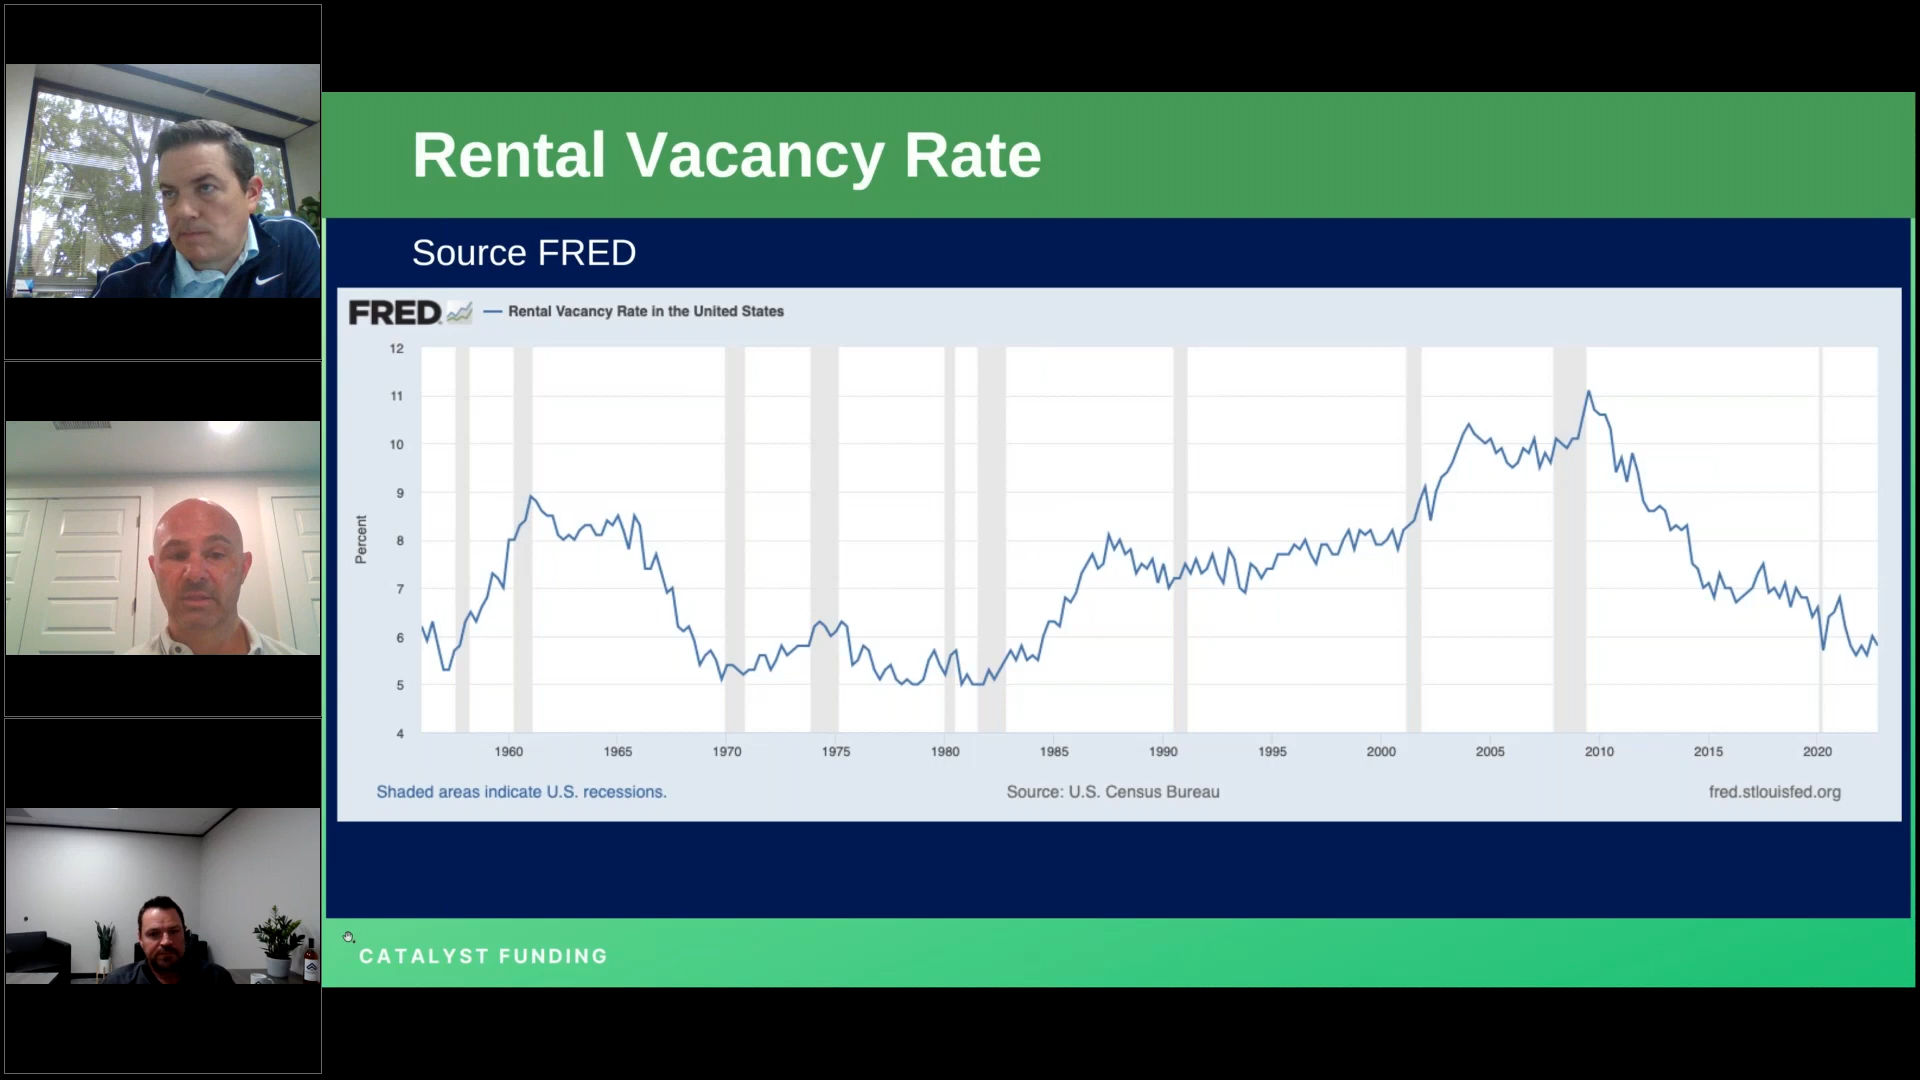 Rental Vacancy Rate
Source FRED
FRED
Rental Vacancy Rate in the United States
12
11
10
9
8
7
6
5
4
Percent
1960 1965 1970 1975 1980 1985 1990 1995 2000 2005 2010 2015 2020
Shaded areas indicate U.S. recessions. Source: U.S. Census Bureau fred.stlouisfed.org
CATALYST FUNDING